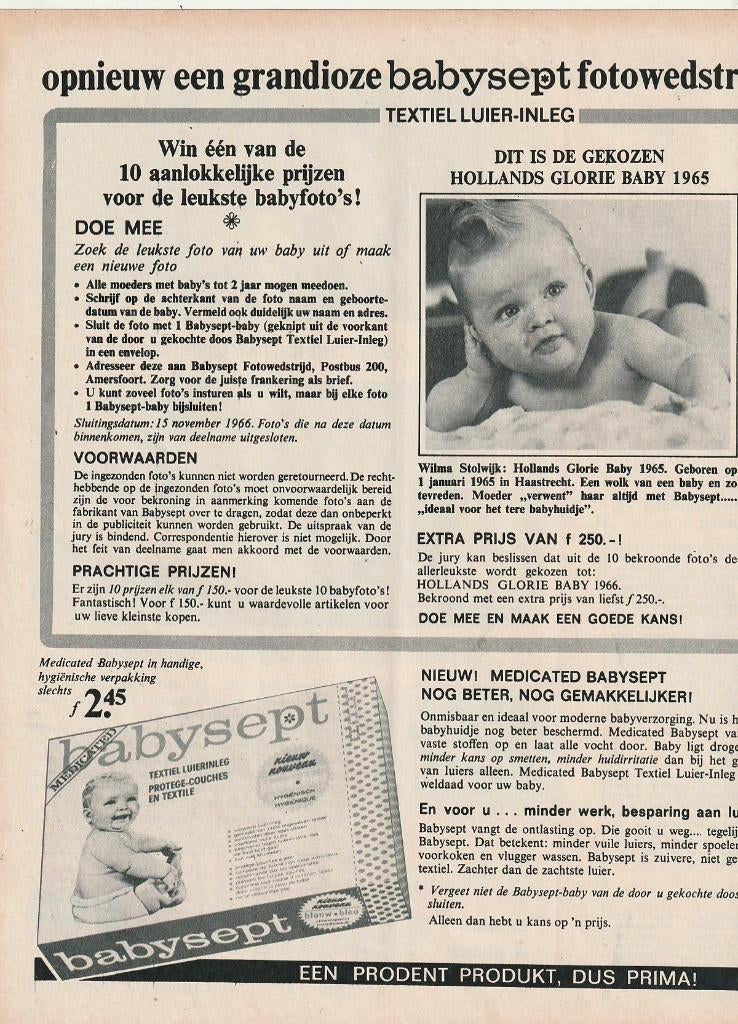 opnieuw een grandioze babysept fotowedstr
TEXTIEL LUIER-INLEG
Win één van de
10 aanlokkelijke prijzen
voor de leukste babyfoto's!
DOE MEE
Zoek de leukste foto van uw baby uit of maak
een nieuwe foto
• Alle moeders met baby's tot 2 jaar mogen meedoen.
• Schrijf op de achterkant van de foto naam en geboorte-
datum van de baby. Vermeld ook duidelijk uw naam en adres.
• Sluit de foto met 1 Babysept-baby (geknipt uit de voorkant
van de door u gekochte doos Babysept Textiel Luier-Inleg)
in een envelop.
• Adresseer deze aan Babysept Fotowedstrijd, Postbus 200,
Amersfoort. Zorg voor de juiste frankering als brief.
• U kunt zoveel foto's insturen als u wilt, maar bij elke foto
1 Babysept-baby bijsluiten!
Sluitingsdatum: 15 november 1966. Foto's die na deze datum
binnenkomen, zijn van deelname uitgesloten.
VOORWAARDEN
De ingezonden foto's kunnen niet worden geretourneerd. De recht-
hebbende op de ingezonden foto's moet onvoorwaardelijk bereid
zijn de voor bekroning in aanmerking komende foto's aan de
fabrikant van Babysept over te dragen, zodat deze dan onbeperkt
in de publiciteit kunnen worden gebruikt. De uitspraak van de
jury is bindend. Correspondentie hierover is niet mogelijk. Door
het feit van deelname gaat men akkoord met de voorwaarden.
PRACHTIGE PRIJZEN!
Er zijn 10 prijzen elk van f 150.- voor de leukste 10 babyfoto's!
Fantastisch! Voor f 150.- kunt u waardevolle artikelen voor
uw lieve kleinste kopen.
DIT IS DE GEKOZEN
HOLLANDS GLORIE BABY 1965
Wilma Stolwijk: Hollands Glorie Baby 1965. Geboren op
1 januari 1965 in Haastrecht. Een wolk van een baby en zo
tevreden. Moeder „verwent" haar altijd met Babysept.....
„ideaal voor het tere babyhuidje".
EXTRA PRIJS VAN f 250.-!
De jury kan beslissen dat uit de 10 bekroonde foto's de
allerleukste wordt gekozen tot:
HOLLANDS GLORIE BABY 1966.
Bekroond met een extra prijs van liefst f 250.-.
DOE MEE EN MAAK EEN GOEDE KANS!
Medicated Babysept in handige,
hygiënische verpakking
slechts
f 2.45
MEDICATED
babysept
TEXTIEL LUIERINLEG
PROTEGE-COUCHES
EN TEXTILE
nieuw
nouveau
HYGIËNISCH
HYGIENIQUE
nieuw
nouveau
blauw • bleu
babysept
NIEUW! MEDICATED BABYSEPT
NOG BETER, NOG GEMAKKELIJKER!
Onmisbaar en ideaal voor moderne babyverzorging. Nu is h
babyhuidje nog beter beschermd. Medicated Babysept va
vaste stoffen op en laat alle vocht door. Baby ligt droge
minder kans op smetten, minder huidirritatie dan bij het g
van luiers alleen. Medicated Babysept Textiel Luier-Inleg
weldaad voor uw baby.
En voor u ... minder werk, besparing aan lu
Babysept vangt de ontlasting op. Die gooit u weg.... tegelij
Babysept. Dat betekent: minder vuile luiers, minder spoele
voorkoken en vlugger wassen. Babysept is zuivere, niet ge
textiel. Zachter dan de zachtste luier.
* Vergeet niet de Babysept-baby van de door u gekochte doos
sluiten.
Alleen dan hebt u kans op 'n prijs.
EEN PRODENT PRODUKT, DUS PRIMA!